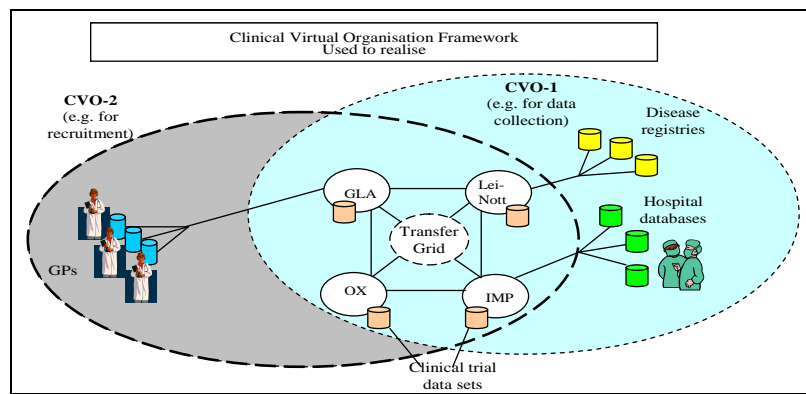 Clinical Virtual Organisation Framework
Used to realise
CVO-1
(e.g. for data
collection)
CVO-2
(e.g. for
recruitment)
Disease
registries
GLA
Lei-
Nott
Hospital
databases
Transfer
Grid
GPs
OX
IMP
Clinical trial
data sets